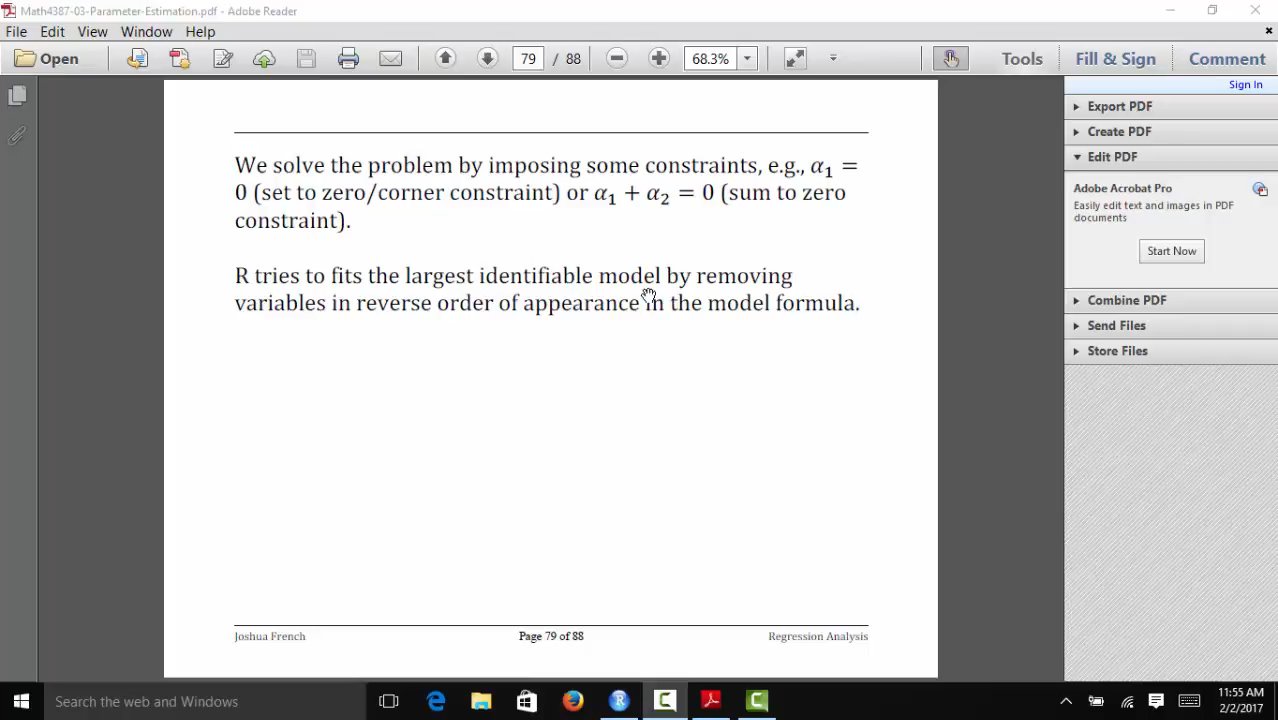 Math4387-03-Parameter-Estimation.pdf - Adobe Reader
File Edit View Window Help
Open 79 / 88 68.3% Tools Fill & Sign Comment
Sign In
Export PDF
Create PDF
Edit PDF
Adobe Acrobat Pro
Easily edit text and images in PDF
documents
Start Now
Combine PDF
Send Files
Store Files
We solve the problem by imposing some constraints, e.g., α₁ =
0 (set to zero/corner constraint) or α₁ + α₂ = 0 (sum to zero
constraint).
R tries to fits the largest identifiable model by removing
variables in reverse order of appearance in the model formula.
Joshua French Page 79 of 88 Regression Analysis
Search the web and Windows
11:55 AM
2/2/2017